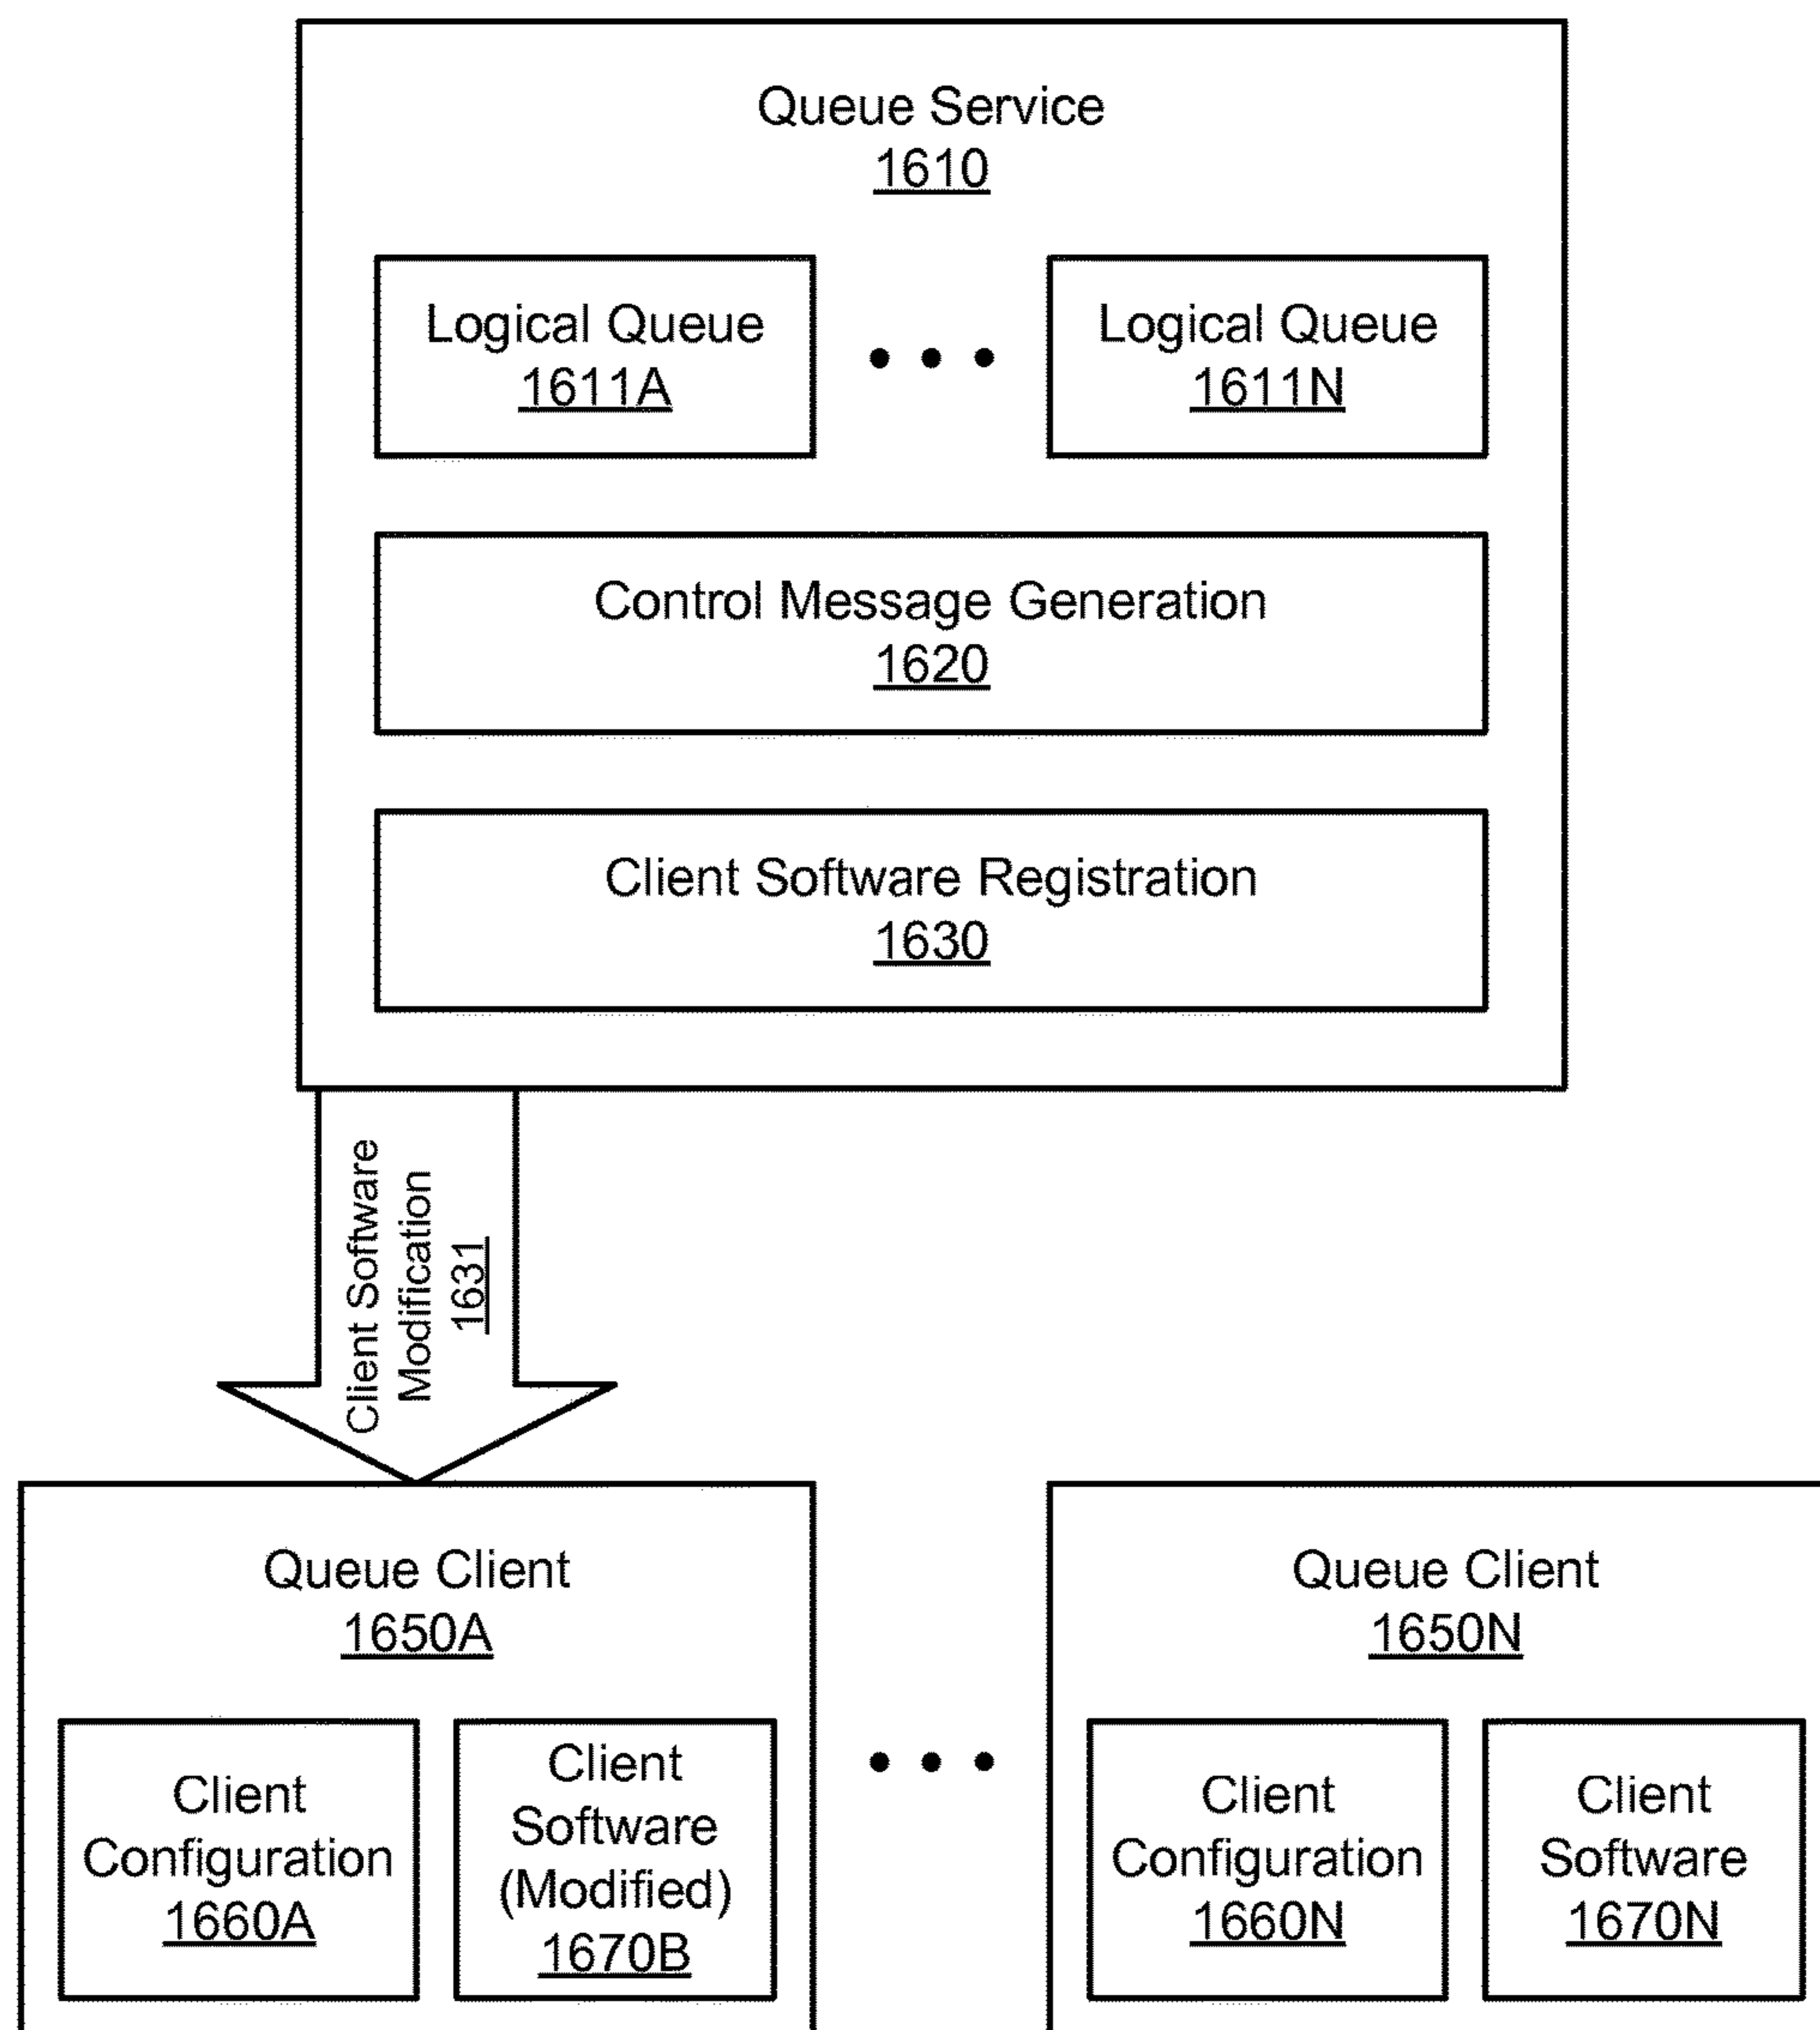 Queue Service
1610
Logical Queue
1611A
Logical Queue
1611N
Control Message Generation
1620
Client Software Registration
1630
Client Software
Modification
1631
Queue Client
1650A
Client
Configuration
1660A
Client
Software
(Modified)
1670B
Queue Client
1650N
Client
Configuration
1660N
Client
Software
1670N